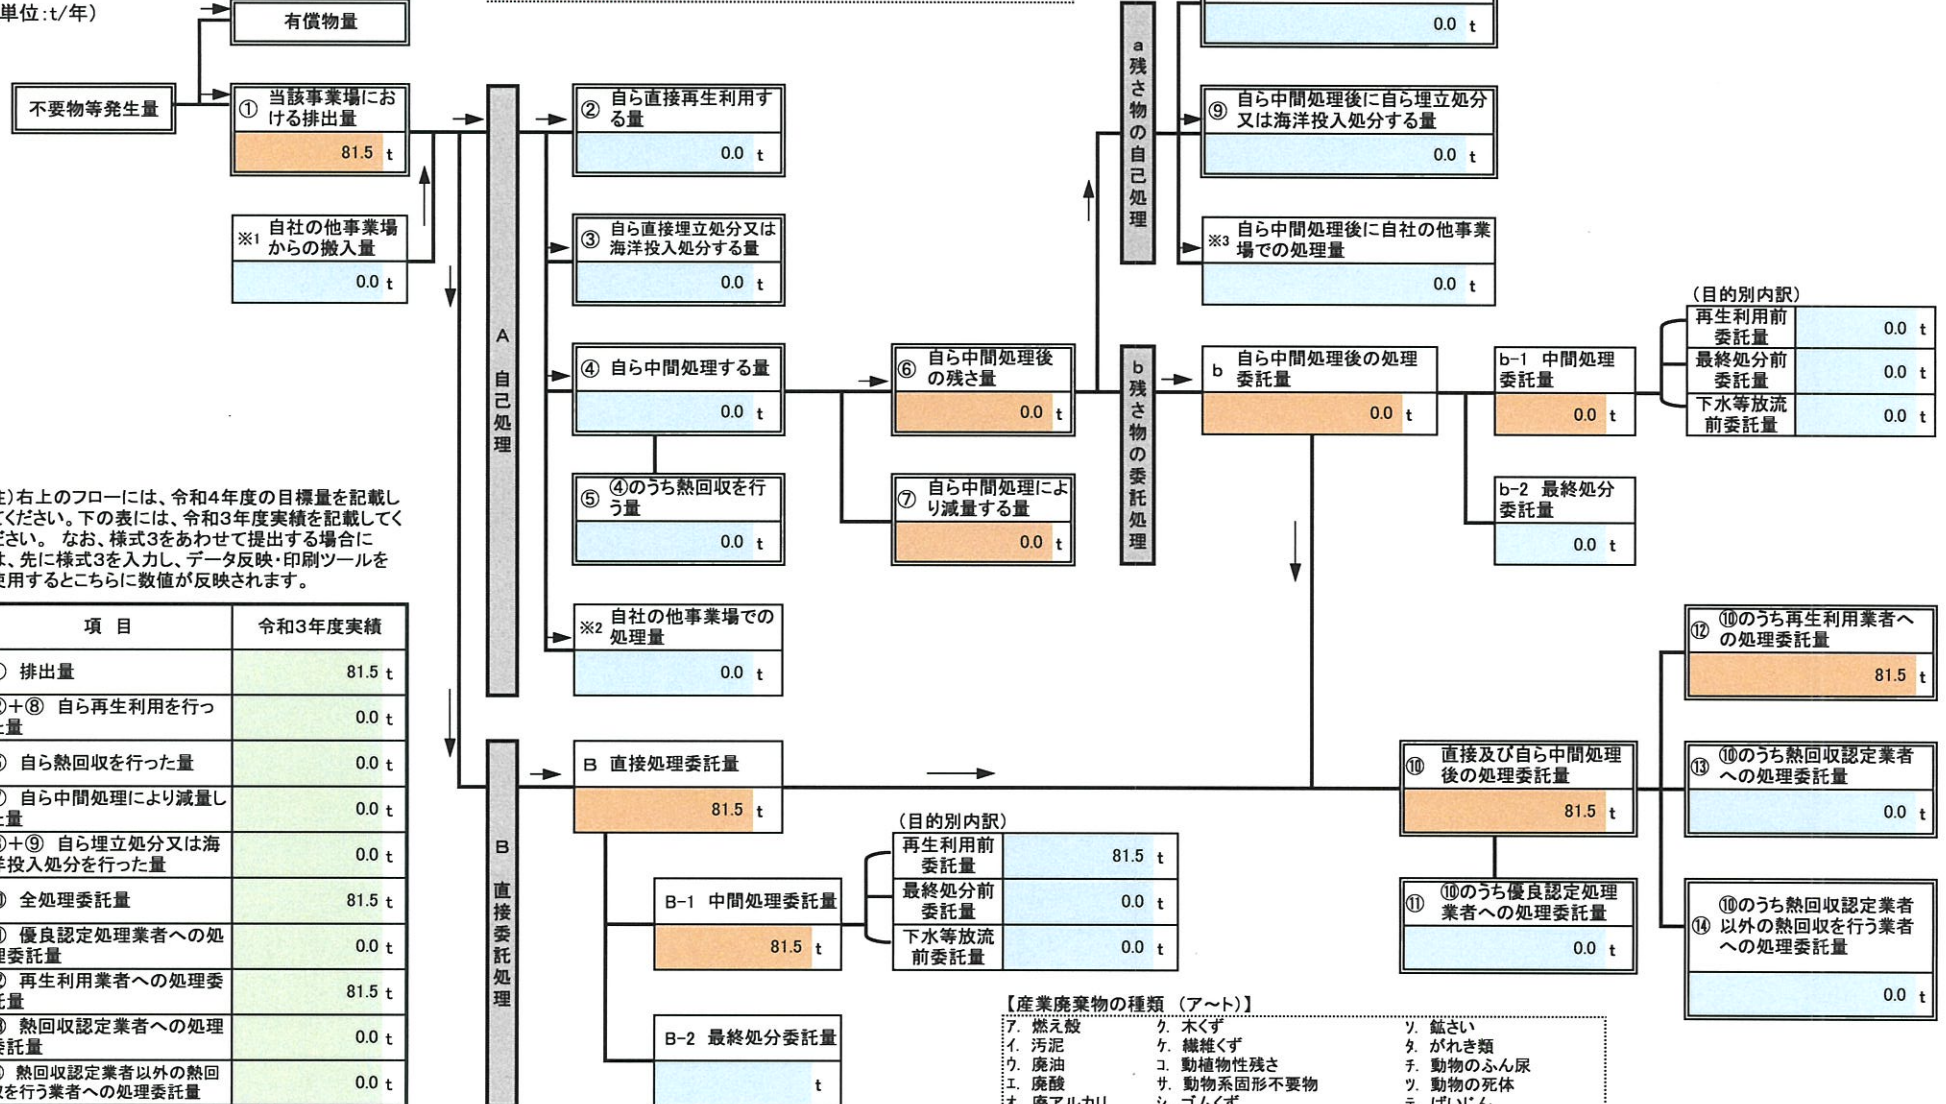 単位:t/年)
有償物量
不要物等発生量
① 当該事業場にお
ける排出量
81.5 t
※1 自社の他事業場
からの搬入量
0.0 t
A 自己処理
② 自ら直接再生利用す
る量
0.0 t
③ 自ら直接埋立処分又は
海洋投入処分する量
0.0 t
④ 自ら中間処理する量
0.0 t
⑤ ④のうち熱回収を行
う量
0.0 t
※2 自社の他事業場での
処理量
0.0 t
⑥ 自ら中間処理後
の残さ量
0.0 t
⑦ 自ら中間処理によ
り減量する量
0.0 t
a 残さ物の自己処理
0.0 t
⑨ 自ら中間処理後に自ら埋立処分
又は海洋投入処分する量
0.0 t
※3 自ら中間処理後に自社の他事業
場での処理量
0.0 t
b 残さ物の委託処理
b 自ら中間処理後の処理
委託量
0.0 t
b-1 中間処理
委託量
0.0 t
(目的別内訳)
再生利用前
委託量
0.0 t
最終処分前
委託量
0.0 t
下水等放流
前委託量
0.0 t
b-2 最終処分
委託量
0.0 t
注)右上のフローには、令和4年度の目標量を記載し
てください。下の表には、令和3年度実績を記載してく
ださい。 なお、様式3をあわせて提出する場合に
は、先に様式3を入力し、データ反映・印刷ツールを
使用するとこちらに数値が反映されます。
項 目 令和3年度実績
排出量 81.5 t
+⑧ 自ら再生利用を行っ
た量 0.0 t
自ら熱回収を行った量 0.0 t
自ら中間処理により減量し
た量 0.0 t
+⑨ 自ら埋立処分又は海
洋投入処分を行った量 0.0 t
全処理委託量 81.5 t
優良認定処理業者への処
理委託量 0.0 t
再生利用業者への処理委
託量 81.5 t
熱回収認定業者への処理
委託量 0.0 t
熱回収認定業者以外の熱回
収を行う業者への処理委託量 0.0 t
B 直接委託処理
B 直接処理委託量
81.5 t
B-1 中間処理委託量
81.5 t
(目的別内訳)
再生利用前
委託量
81.5 t
最終処分前
委託量
0.0 t
下水等放流
前委託量
0.0 t
B-2 最終処分委託量
t
⑩ 直接及び自ら中間処理
後の処理委託量
81.5 t
⑪ ⑩のうち優良認定処理
業者への処理委託量
0.0 t
⑫ ⑩のうち再生利用業者へ
の処理委託量
81.5 t
⑬ ⑩のうち熱回収認定業者
への処理委託量
0.0 t
⑭ ⑩のうち熱回収認定業者
以外の熱回収を行う業者
への処理委託量
0.0 t
【産業廃棄物の種類 (ア~ト)】
ア. 燃え殻 ク. 木くず ソ. 鉱さい
イ. 汚泥 ケ. 繊維くず タ. がれき類
ウ. 廃油 コ. 動植物性残さ チ. 動物のふん尿
エ. 廃酸 サ. 動物系固形不要物 ツ. 動物の死体
オ. 廃アルカリ シ. ゴムくず テ. ばいじん